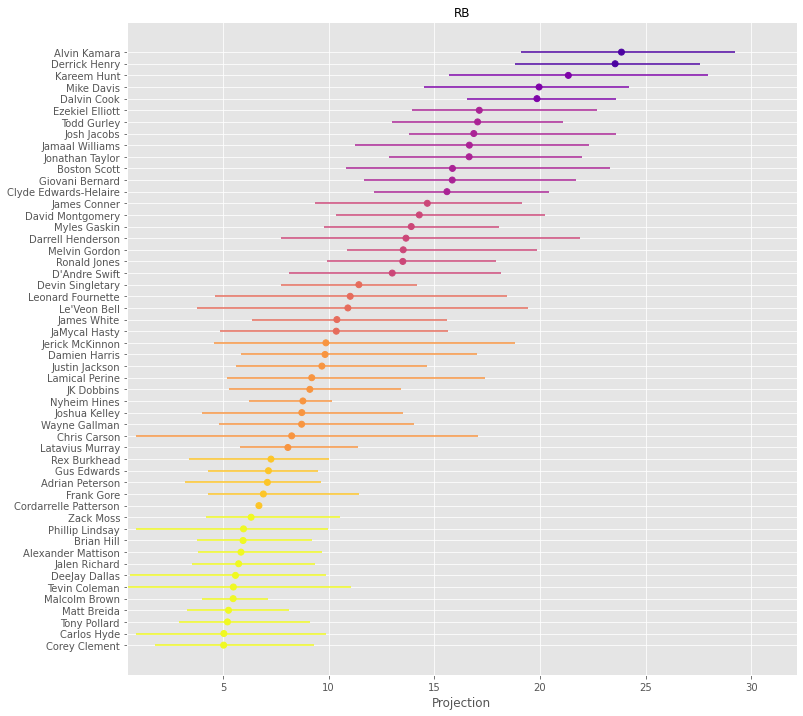 RB
Alvin Kamara
Derrick Henry
Kareem Hunt
Mike Davis
Dalvin Cook
Ezekiel Elliott
Todd Gurley
Josh Jacobs
Jamaal Williams
Jonathan Taylor
Boston Scott
Giovani Bernard
Clyde Edwards-Helaire
James Conner
David Montgomery
Myles Gaskin
Darrell Henderson
Melvin Gordon
Ronald Jones
D'Andre Swift
Devin Singletary
Leonard Fournette
Le'Veon Bell
James White
JaMycal Hasty
Jerick McKinnon
Damien Harris
Justin Jackson
Lamical Perine
JK Dobbins
Nyheim Hines
Joshua Kelley
Wayne Gallman
Chris Carson
Latavius Murray
Rex Burkhead
Gus Edwards
Adrian Peterson
Frank Gore
Cordarrelle Patterson
Zack Moss
Phillip Lindsay
Brian Hill
Alexander Mattison
Jalen Richard
DeeJay Dallas
Tevin Coleman
Malcolm Brown
Matt Breida
Tony Pollard
Carlos Hyde
Corey Clement
5 10 15 20 25 30
Projection